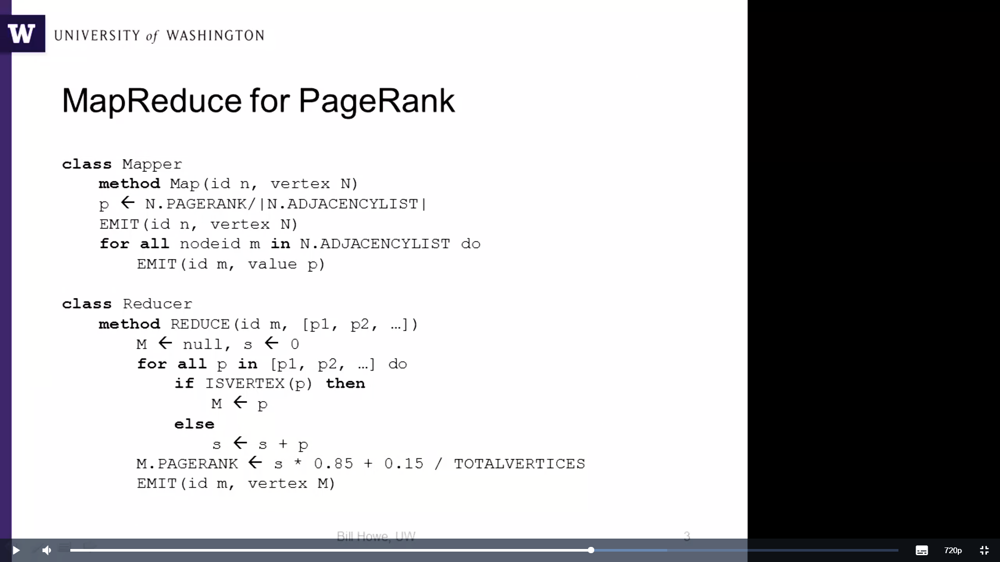 W
UNIVERSITY of WASHINGTON
MapReduce for PageRank
class Mapper
method Map(id n, vertex N)
p ← N.PAGERANK/|N.ADJACENCYLIST|
EMIT(id n, vertex N)
for all nodeid m in N.ADJACENCYLIST do
EMIT(id m, value p)
class Reducer
method REDUCE(id m, [p1, p2, …])
M ← null, s ← 0
for all p in [p1, p2, …] do
if ISVERTEX(p) then
M ← p
else
s ← s + p
M.PAGERANK ← s * 0.85 + 0.15 / TOTALVERTICES
EMIT(id m, vertex M)
Bill Howe, UW
3
720p